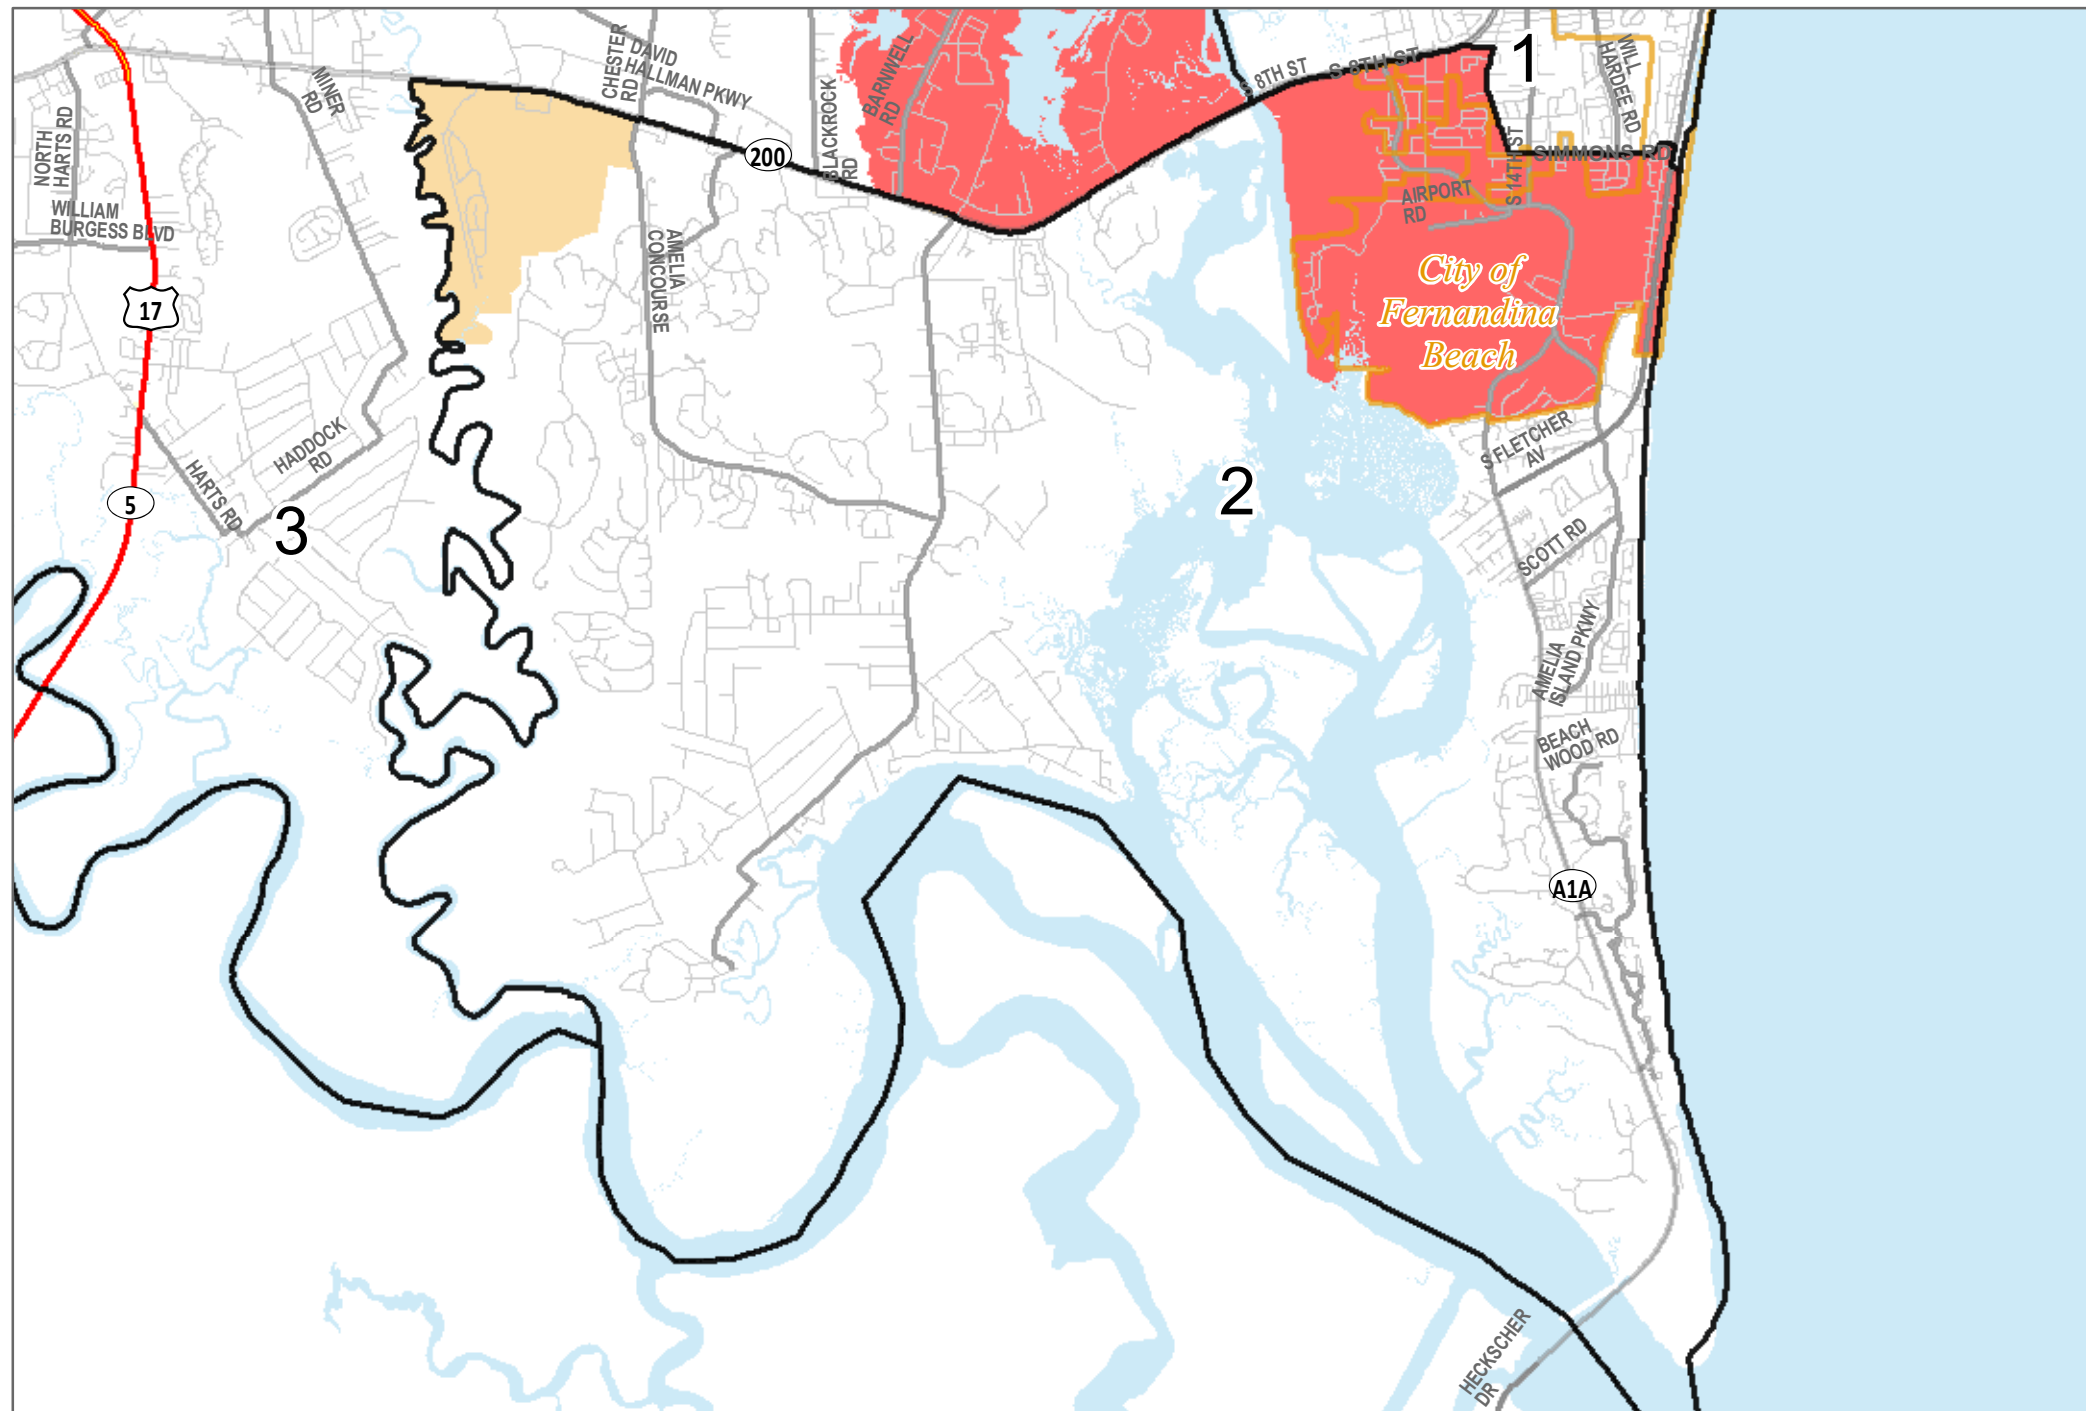 1
S 8TH ST
S 8TH ST
WILL
HARDEE RD
CHESTER
RD
DAVID
HALLMAN PKWY
BARNWELL
RD
BLACKROCK
RD
MINER
RD
NORTH
HARTS RD
200
SIMMONS RD
S 14TH ST
AIRPORT
RD
WILLIAM
BURGESS BLVD
AMELIA
CONCOURSE
City of
Fernandina
Beach
17
HADDOCK
RD
HARTS RD
S FLETCHER
AV
5
3
2
SCOTT RD
AMELIA
ISLAND PKWY
BEACH
WOOD RD
A1A
HECKSCHER
DR